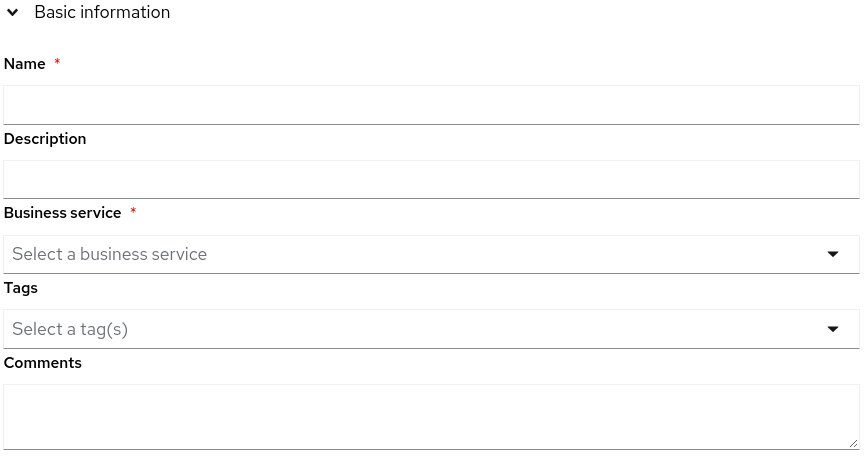 Basic information
Name *
Description
Business service *
Select a business service
Tags
Select a tag(s)
Comments